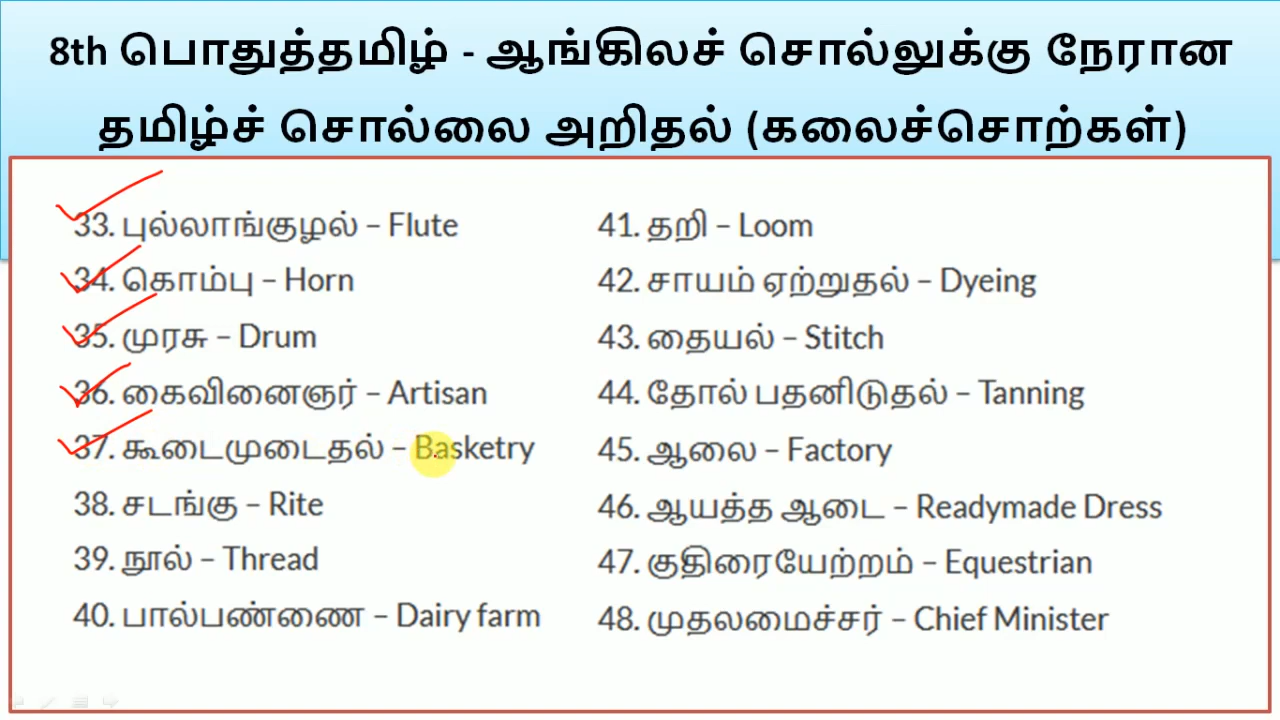 8th பொதுத்தமிழ் - ஆங்கிலச் சொல்லுக்கு நேரான
தமிழ்ச் சொல்லை அறிதல் (கலைச்சொற்கள்)
33. புல்லாங்குழல் – Flute
34. கொம்பு – Horn
35. முரசு – Drum
36. கைவினைஞர் – Artisan
37. கூடைமுடைதல் – Basketry
38. சடங்கு – Rite
39. நூல் – Thread
40. பால்பண்ணை – Dairy farm
41. தறி – Loom
42. சாயம் ஏற்றுதல் – Dyeing
43. தையல் – Stitch
44. தோல் பதனிடுதல் – Tanning
45. ஆலை – Factory
46. ஆயத்த ஆடை – Readymade Dress
47. குதிரையேற்றம் – Equestrian
48. முதலமைச்சர் – Chief Minister